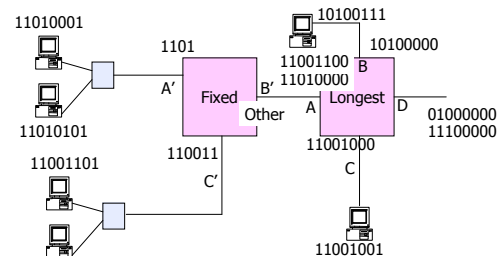 11010001
10100111
1101
11001100
11010000
10100000
B
A’
Fixed
B’
Other
A
Longest
D
01000000
11100000
11010101
11001101
110011
11001000
C’
C
11001001